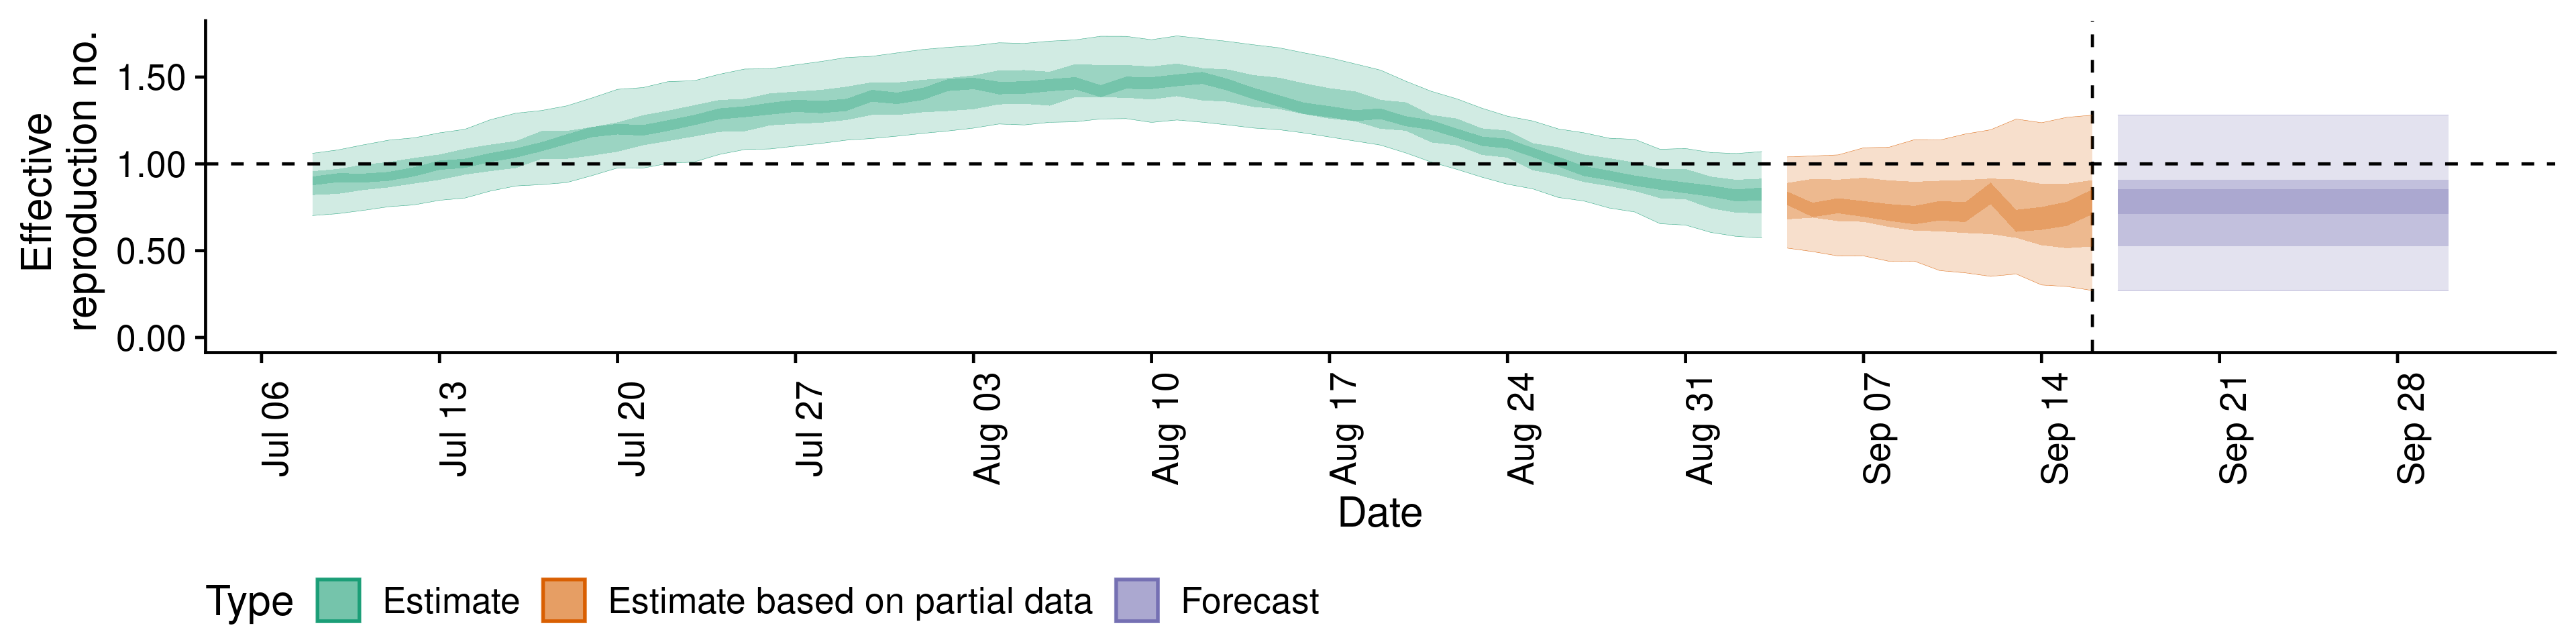 Effective
reproduction no.
1.50
1.00
0.50
0.00
Jul 06
Jul 13
Jul 20
Jul 27
Aug 03
Aug 10
Aug 17
Aug 24
Aug 31
Sep 07
Sep 14
Sep 21
Sep 28
Date
Type Estimate Estimate based on partial data Forecast